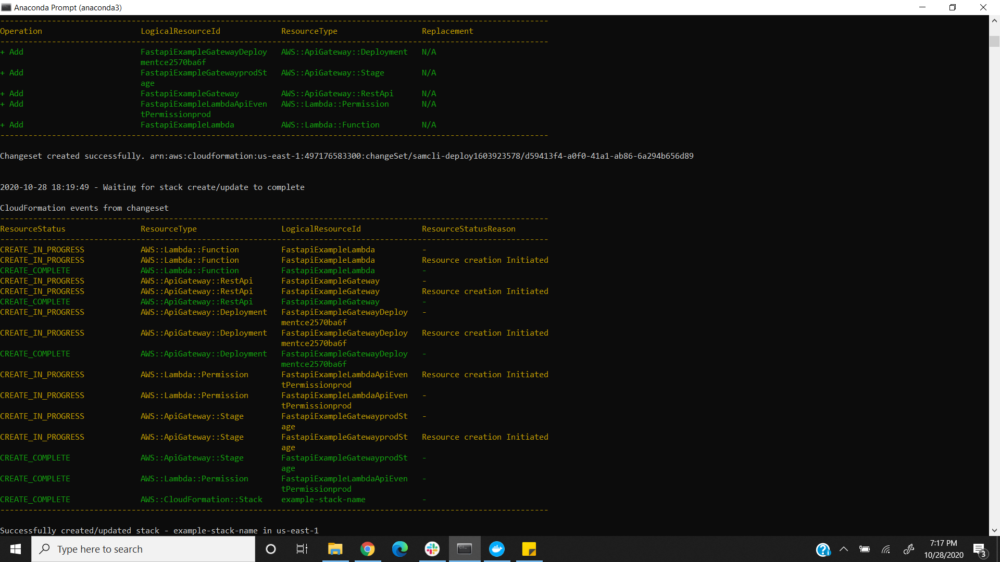 Anaconda Prompt (anaconda3)
---------------------------------------------------------------------------------------------------------------------
Operation LogicalResourceId ResourceType Replacement
---------------------------------------------------------------------------------------------------------------------
+ Add FastapiExampleGatewayDeploy AWS::ApiGateway::Deployment N/A
mentce2570ba6f
+ Add FastapiExampleGatewayprodSt AWS::ApiGateway::Stage N/A
age
+ Add FastapiExampleGateway AWS::ApiGateway::RestApi N/A
+ Add FastapiExampleLambdaApiEven AWS::Lambda::Permission N/A
tPermissionprod
+ Add FastapiExampleLambda AWS::Lambda::Function N/A
---------------------------------------------------------------------------------------------------------------------
Changeset created successfully. arn:aws:cloudformation:us-east-1:497176583300:changeSet/samcli-deploy1603923578/d59413f4-a0f0-41a1-ab86-6a294b656d89
2020-10-28 18:19:49 - Waiting for stack create/update to complete
CloudFormation events from changeset
---------------------------------------------------------------------------------------------------------------------
ResourceStatus ResourceType LogicalResourceId ResourceStatusReason
---------------------------------------------------------------------------------------------------------------------
CREATE_IN_PROGRESS AWS::Lambda::Function FastapiExampleLambda -
CREATE_IN_PROGRESS AWS::Lambda::Function FastapiExampleLambda Resource creation Initiated
CREATE_COMPLETE AWS::Lambda::Function FastapiExampleLambda -
CREATE_IN_PROGRESS AWS::ApiGateway::RestApi FastapiExampleGateway -
CREATE_IN_PROGRESS AWS::ApiGateway::RestApi FastapiExampleGateway Resource creation Initiated
CREATE_COMPLETE AWS::ApiGateway::RestApi FastapiExampleGateway -
CREATE_IN_PROGRESS AWS::ApiGateway::Deployment FastapiExampleGatewayDeploy -
mentce2570ba6f
CREATE_IN_PROGRESS AWS::ApiGateway::Deployment FastapiExampleGatewayDeploy Resource creation Initiated
mentce2570ba6f
CREATE_COMPLETE AWS::ApiGateway::Deployment FastapiExampleGatewayDeploy -
mentce2570ba6f
CREATE_IN_PROGRESS AWS::Lambda::Permission FastapiExampleLambdaApiEven Resource creation Initiated
tPermissionprod
CREATE_IN_PROGRESS AWS::Lambda::Permission FastapiExampleLambdaApiEven -
tPermissionprod
CREATE_IN_PROGRESS AWS::ApiGateway::Stage FastapiExampleGatewayprodSt -
age
CREATE_IN_PROGRESS AWS::ApiGateway::Stage FastapiExampleGatewayprodSt Resource creation Initiated
age
CREATE_COMPLETE AWS::ApiGateway::Stage FastapiExampleGatewayprodSt -
age
CREATE_COMPLETE AWS::Lambda::Permission FastapiExampleLambdaApiEven -
tPermissionprod
CREATE_COMPLETE AWS::CloudFormation::Stack example-stack-name -
---------------------------------------------------------------------------------------------------------------------
Successfully created/updated stack - example-stack-name in us-east-1
Type here to search
7:17 PM
10/28/2020
3